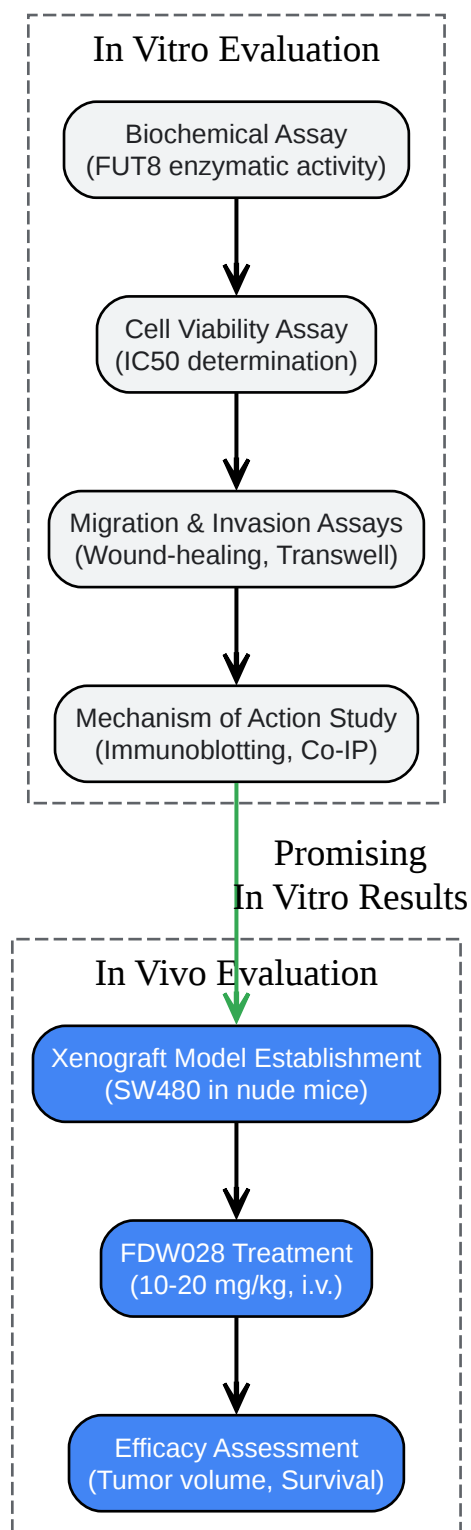 In Vitro Evaluation
Biochemical Assay
(FUT8 enzymatic activity)
Cell Viability Assay
(IC50 determination)
Migration & Invasion Assays
(Wound-healing, Transwell)
Mechanism of Action Study
(Immunoblotting, Co-IP)
Promising
In Vitro Results
In Vivo Evaluation
Xenograft Model Establishment
(SW480 in nude mice)
FDW028 Treatment
(10-20 mg/kg, i.v.)
Efficacy Assessment
(Tumor volume, Survival)